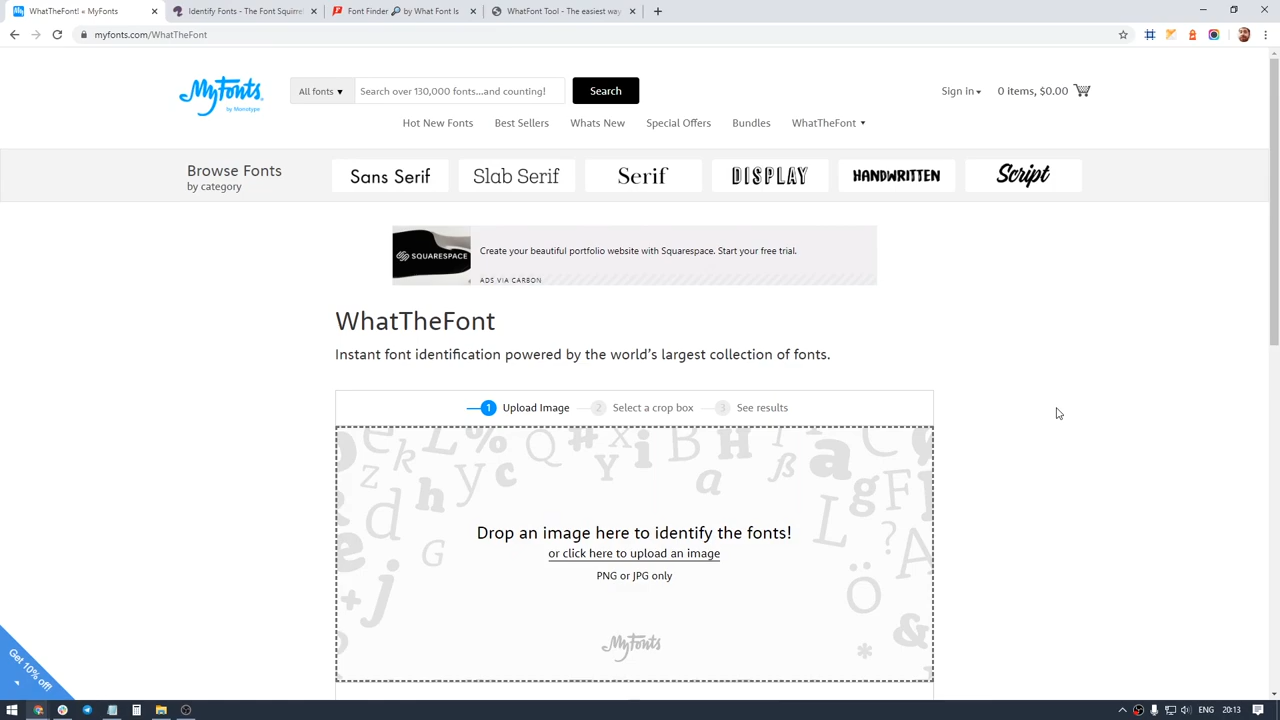 WhatTheFont! « MyFonts
Identify Fonts - The Font Squirrel
Font Finder 🔎 by What Font Is
WhatFont Tool - The easiest way
myfonts.com/WhatTheFont
MyFonts
by Monotype
All fonts
Search over 130,000 fonts...and counting!
Search
Sign in
0 items, $0.00
Hot New Fonts
Best Sellers
Whats New
Special Offers
Bundles
WhatTheFont
Browse Fonts
by category
Sans Serif
Slab Serif
Serif
DISPLAY
HANDWRITTEN
Script
SQUARESPACE
Create your beautiful portfolio website with Squarespace. Start your free trial.
ADS VIA CARBON
WhatTheFont
Instant font identification powered by the world's largest collection of fonts.
1 Upload Image
2 Select a crop box
3 See results
Drop an image here to identify the fonts!
or click here to upload an image
PNG or JPG only
MyFonts
Get 10% off!
ENG
20:13